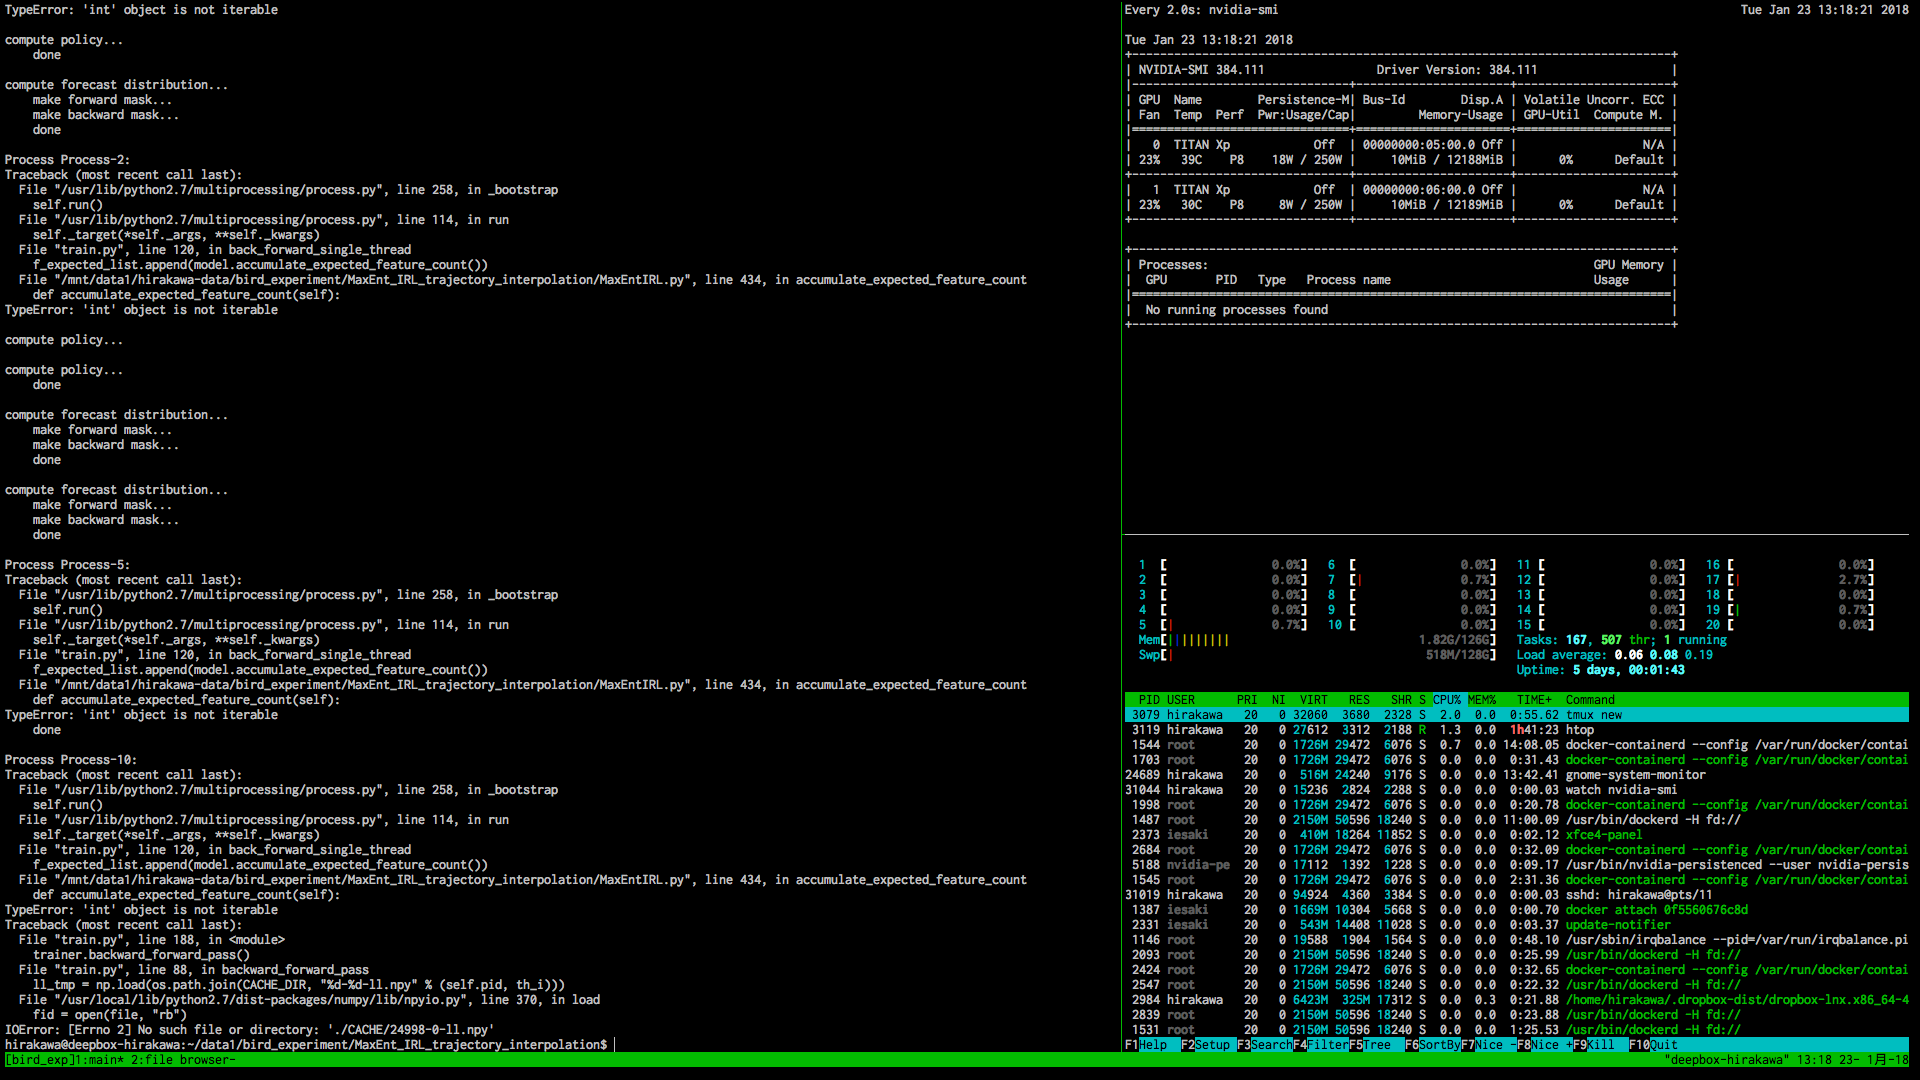 TypeError: 'int' object is not iterable
compute policy...
    done
compute forecast distribution...
    make forward mask...
    make backward mask...
    done
Process Process-2:
Traceback (most recent call last):
  File "/usr/lib/python2.7/multiprocessing/process.py", line 258, in _bootstrap
    self.run()
  File "/usr/lib/python2.7/multiprocessing/process.py", line 114, in run
    self._target(*self._args, **self._kwargs)
  File "train.py", line 120, in back_forward_single_thread
    f_expected_list.append(model.accumulate_expected_feature_count())
  File "/mnt/data1/hirakawa-data/bird_experiment/MaxEnt_IRL_trajectory_interpolation/MaxEntIRL.py", line 434, in accumulate_expected_feature_count
    def accumulate_expected_feature_count(self):
TypeError: 'int' object is not iterable
compute policy...
compute policy...
    done
compute forecast distribution...
    make forward mask...
    make backward mask...
    done
compute forecast distribution...
    make forward mask...
    make backward mask...
    done
Process Process-5:
Traceback (most recent call last):
  File "/usr/lib/python2.7/multiprocessing/process.py", line 258, in _bootstrap
    self.run()
  File "/usr/lib/python2.7/multiprocessing/process.py", line 114, in run
    self._target(*self._args, **self._kwargs)
  File "train.py", line 120, in back_forward_single_thread
    f_expected_list.append(model.accumulate_expected_feature_count())
  File "/mnt/data1/hirakawa-data/bird_experiment/MaxEnt_IRL_trajectory_interpolation/MaxEntIRL.py", line 434, in accumulate_expected_feature_count
    def accumulate_expected_feature_count(self):
TypeError: 'int' object is not iterable
    done
Process Process-10:
Traceback (most recent call last):
  File "/usr/lib/python2.7/multiprocessing/process.py", line 258, in _bootstrap
    self.run()
  File "/usr/lib/python2.7/multiprocessing/process.py", line 114, in run
    self._target(*self._args, **self._kwargs)
  File "train.py", line 120, in back_forward_single_thread
    f_expected_list.append(model.accumulate_expected_feature_count())
  File "/mnt/data1/hirakawa-data/bird_experiment/MaxEnt_IRL_trajectory_interpolation/MaxEntIRL.py", line 434, in accumulate_expected_feature_count
    def accumulate_expected_feature_count(self):
TypeError: 'int' object is not iterable
Traceback (most recent call last):
  File "train.py", line 188, in <module>
    trainer.backward_forward_pass()
  File "train.py", line 88, in backward_forward_pass
    ll_tmp = np.load(os.path.join(CACHE_DIR, "%d-%d-ll.npy" % (self.pid, th_i)))
  File "/usr/local/lib/python2.7/dist-packages/numpy/lib/npyio.py", line 370, in load
    fid = open(file, "rb")
IOError: [Errno 2] No such file or directory: './CACHE/24998-0-ll.npy'
hirakawa@deepbox-hirakawa:~/data1/bird_experiment/MaxEnt_IRL_trajectory_interpolation$
Every 2.0s: nvidia-smi Tue Jan 23 13:18:21 2018
Tue Jan 23 13:18:21 2018
| NVIDIA-SMI 384.111 Driver Version: 384.111 |
| GPU Name Persistence-M| Bus-Id Disp.A | Volatile Uncorr. ECC |
| Fan Temp Perf Pwr:Usage/Cap| Memory-Usage | GPU-Util Compute M. |
| 0 TITAN Xp Off | 00000000:05:00.0 Off | N/A |
| 23% 39C P8 18W / 250W | 10MiB / 12188MiB | 0% Default |
| 1 TITAN Xp Off | 00000000:06:00.0 Off | N/A |
| 23% 30C P8 8W / 250W | 10MiB / 12189MiB | 0% Default |
| Processes: GPU Memory |
| GPU PID Type Process name Usage |
| No running processes found |
1 [ 0.0%] 6 [ 0.0%] 11 [ 0.0%] 16 [ 0.0%]
2 [ 0.0%] 7 [| 0.7%] 12 [ 0.0%] 17 [| 2.7%]
3 [ 0.0%] 8 [ 0.0%] 13 [ 0.0%] 18 [ 0.0%]
4 [ 0.0%] 9 [ 0.0%] 14 [ 0.0%] 19 [| 0.7%]
5 [| 0.7%] 10 [ 0.0%] 15 [ 0.0%] 20 [ 0.0%]
Mem[||||||||| 1.82G/126G] Tasks: 167, 507 thr; 1 running
Swp[| 518M/128G] Load average: 0.06 0.08 0.19
Uptime: 5 days, 00:01:43
PID USER PRI NI VIRT RES SHR S CPU% MEM% TIME+ Command
3079 hirakawa 20 0 32060 3680 2328 S 2.0 0.0 0:55.62 tmux new
3119 hirakawa 20 0 27612 3312 2188 R 1.3 0.0 1h41:23 htop
1544 root 20 0 1726M 29472 6076 S 0.7 0.0 14:08.05 docker-containerd --config /var/run/docker/contai
1703 root 20 0 1726M 29472 6076 S 0.0 0.0 0:31.43 docker-containerd --config /var/run/docker/contai
24689 hirakawa 20 0 516M 24240 9176 S 0.0 0.0 13:42.41 gnome-system-monitor
31044 hirakawa 20 0 15236 2824 2288 S 0.0 0.0 0:00.03 watch nvidia-smi
1998 root 20 0 1726M 29472 6076 S 0.0 0.0 0:20.78 docker-containerd --config /var/run/docker/contai
1487 root 20 0 2150M 50596 18240 S 0.0 0.0 11:00.09 /usr/bin/dockerd -H fd://
2373 iesaki 20 0 410M 18264 11852 S 0.0 0.0 0:02.12 xfce4-panel
2684 root 20 0 1726M 29472 6076 S 0.0 0.0 0:32.09 docker-containerd --config /var/run/docker/contai
5188 nvidia-pe 20 0 17112 1392 1228 S 0.0 0.0 0:09.17 /usr/bin/nvidia-persistenced --user nvidia-persis
1545 root 20 0 1726M 29472 6076 S 0.0 0.0 2:31.36 docker-containerd --config /var/run/docker/contai
31019 hirakawa 20 0 94924 4360 3384 S 0.0 0.0 0:00.03 sshd: hirakawa@pts/11
1387 iesaki 20 0 1669M 10304 5668 S 0.0 0.0 0:00.70 docker attach 0f5560676c8d
2331 iesaki 20 0 543M 14408 11028 S 0.0 0.0 0:03.37 update-notifier
1146 root 20 0 19588 1904 1564 S 0.0 0.0 0:48.10 /usr/sbin/irqbalance --pid=/var/run/irqbalance.pi
2093 root 20 0 2150M 50596 18240 S 0.0 0.0 0:25.99 /usr/bin/dockerd -H fd://
2424 root 20 0 1726M 29472 6076 S 0.0 0.0 0:32.65 docker-containerd --config /var/run/docker/contai
2547 root 20 0 2150M 50596 18240 S 0.0 0.0 0:22.32 /usr/bin/dockerd -H fd://
2984 hirakawa 20 0 6423M 325M 17312 S 0.0 0.3 0:21.88 /home/hirakawa/.dropbox-dist/dropbox-lnx.x86_64-4
2839 root 20 0 2150M 50596 18240 S 0.0 0.0 0:23.88 /usr/bin/dockerd -H fd://
1531 root 20 0 2150M 50596 18240 S 0.0 0.0 1:25.53 /usr/bin/dockerd -H fd://
F1Help F2Setup F3SearchF4FilterF5Tree F6SortByF7Nice -F8Nice +F9Kill F10Quit
[bird_exp]1:main* 2:file browser- "deepbox-hirakawa" 13:18 23- 1月-18